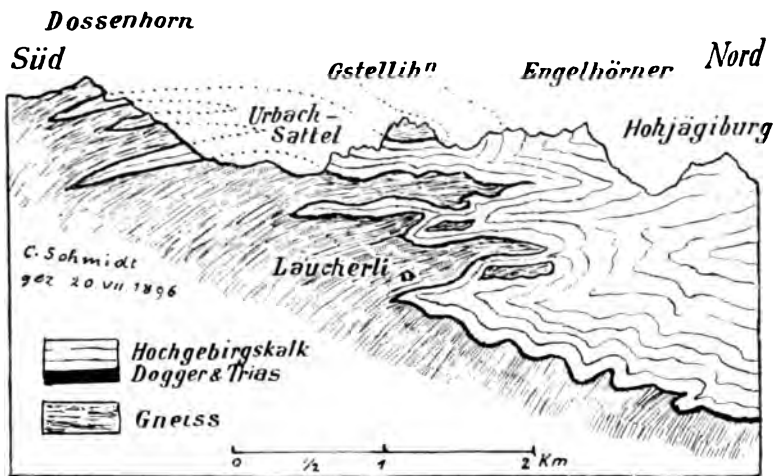 Dossenhorn
Süd
Gstellihⁿ
Engelhörner
Nord
Urbach-
Sattel
Hohjägiburg
C. Schmidt
gez 20 VII 1896
Laucherli
Hochgebirgskalk
Dogger & Trias
Gneiss
0 ½ 1 2 Km